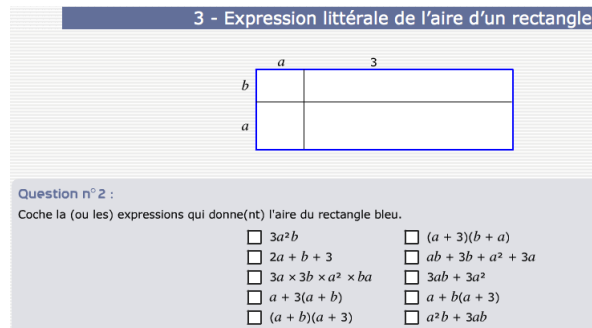 3 - Expression littérale de l'aire d'un rectangle
a 3
b
a
Question n°2 :
Coche la (ou les) expressions qui donne(nt) l'aire du rectangle bleu.
3a²b (a + 3)(b + a)
2a + b + 3 ab + 3b + a² + 3a
3a × 3b × a² × ba 3ab + 3a²
a + 3(a + b) a + b(a + 3)
(a + b)(a + 3) a²b + 3ab